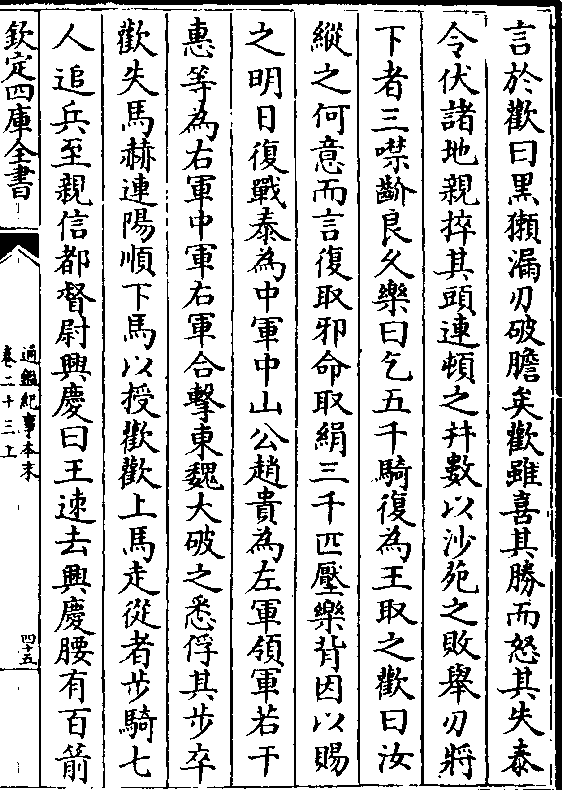 言於歡曰黒獺漏刃破膽矣歡雖喜其勝而怒其失泰
令伏諸地親捽其頭連頓之并數以沙苑之敗舉刃將
下者三噤齘良久樂曰乞五千騎復為王取之歡曰汝
縱之何意而言復取邪命取絹三千匹壓樂背因以賜
之明日復戰泰為中軍中山公趙貴為左軍領軍若干
惠等為右軍中軍右軍合擊東魏大破之悉俘其步卒
歡失馬赫連陽順下馬以授歡歡上馬走從者步騎七
人追兵至親信都督尉興慶曰王速去興慶腰有百箭
欽定四庫全書
通鑑紀事本末
卷二十三上
四十五